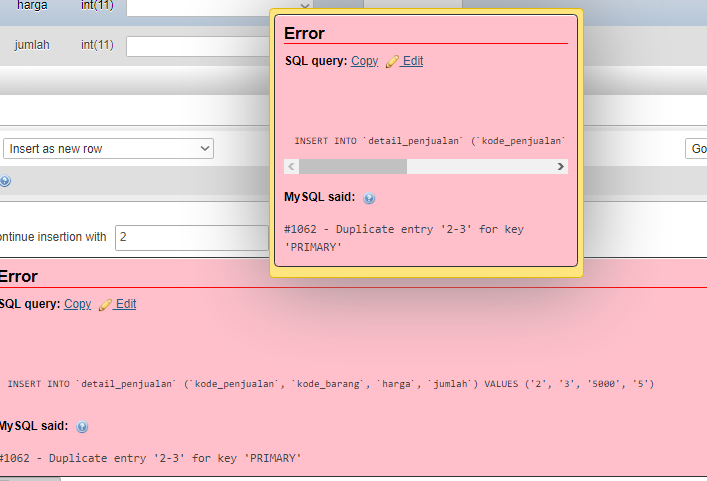 harga int(11)
jumlah int(11)
Error
SQL query: Copy Edit
INSERT INTO `detail_penjualan` (`kode_penjualan`
Insert as new row
Go
MySQL said:
#1062 - Duplicate entry '2-3' for key
'PRIMARY'
ontinue insertion with 2
Error
SQL query: Copy Edit
INSERT INTO `detail_penjualan` (`kode_penjualan`, `kode_barang`, `harga`, `jumlah`) VALUES ('2', '3', '5000', '5')
MySQL said:
#1062 - Duplicate entry '2-3' for key 'PRIMARY'